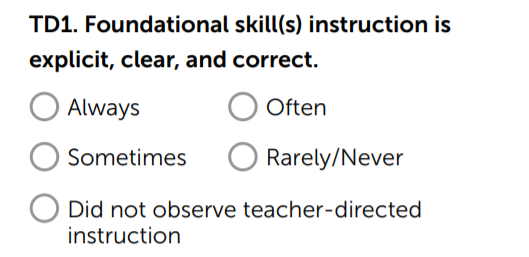 TD1. Foundational skill(s) instruction is
explicit, clear, and correct.
Always Often
Sometimes Rarely/Never
Did not observe teacher-directed
instruction